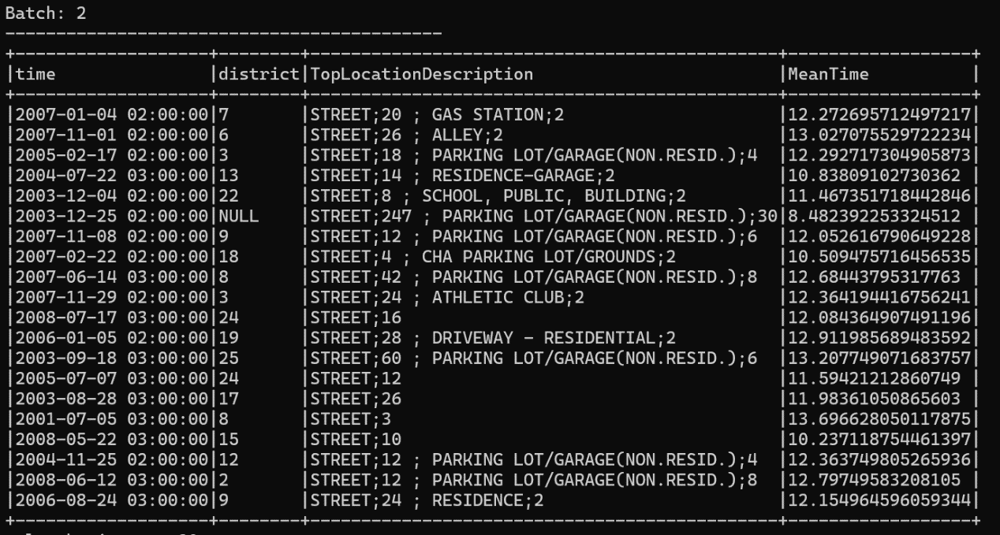 Batch: 2
-------------------------------------------
+-------------------+--------+----------------------------------------------+------------------+
|time               |district|TopLocationDescription                        |MeanTime          |
+-------------------+--------+----------------------------------------------+------------------+
|2007-01-04 02:00:00|7       |STREET;20 ; GAS STATION;2                     |12.272695712497217|
|2007-11-01 02:00:00|6       |STREET;26 ; ALLEY;2                           |13.027075529722234|
|2005-02-17 02:00:00|3       |STREET;18 ; PARKING LOT/GARAGE(NON.RESID.);4  |12.292717304905873|
|2004-07-22 03:00:00|13      |STREET;14 ; RESIDENCE-GARAGE;2                |10.83809102730362 |
|2003-12-04 02:00:00|22      |STREET;8 ; SCHOOL, PUBLIC, BUILDING;2         |11.467351718442846|
|2003-12-25 02:00:00|NULL    |STREET;247 ; PARKING LOT/GARAGE(NON.RESID.);30|8.482392253324512 |
|2007-11-08 02:00:00|9       |STREET;12 ; PARKING LOT/GARAGE(NON.RESID.);6  |12.052616790649228|
|2007-02-22 02:00:00|18      |STREET;4 ; CHA PARKING LOT/GROUNDS;2          |10.509475716456535|
|2007-06-14 03:00:00|8       |STREET;42 ; PARKING LOT/GARAGE(NON.RESID.);8  |12.68443795317763 |
|2007-11-29 02:00:00|3       |STREET;24 ; ATHLETIC CLUB;2                   |12.364194416756241|
|2008-07-17 03:00:00|24      |STREET;16                                     |12.084364907491196|
|2006-01-05 02:00:00|19      |STREET;28 ; DRIVEWAY - RESIDENTIAL;2          |12.911985689483592|
|2003-09-18 03:00:00|25      |STREET;60 ; PARKING LOT/GARAGE(NON.RESID.);6  |13.207749071683757|
|2005-07-07 03:00:00|24      |STREET;12                                     |11.59421212860749 |
|2003-08-28 03:00:00|17      |STREET;26                                     |11.98361050865603 |
|2001-07-05 03:00:00|8       |STREET;3                                      |13.696628050117875|
|2008-05-22 03:00:00|15      |STREET;10                                     |10.237118754461397|
|2004-11-25 02:00:00|12      |STREET;12 ; PARKING LOT/GARAGE(NON.RESID.);4  |12.363749805265936|
|2008-06-12 03:00:00|2       |STREET;12 ; PARKING LOT/GARAGE(NON.RESID.);8  |12.79749583208105 |
|2006-08-24 03:00:00|9       |STREET;24 ; RESIDENCE;2                       |12.154964596059344|
+-------------------+--------+----------------------------------------------+------------------+